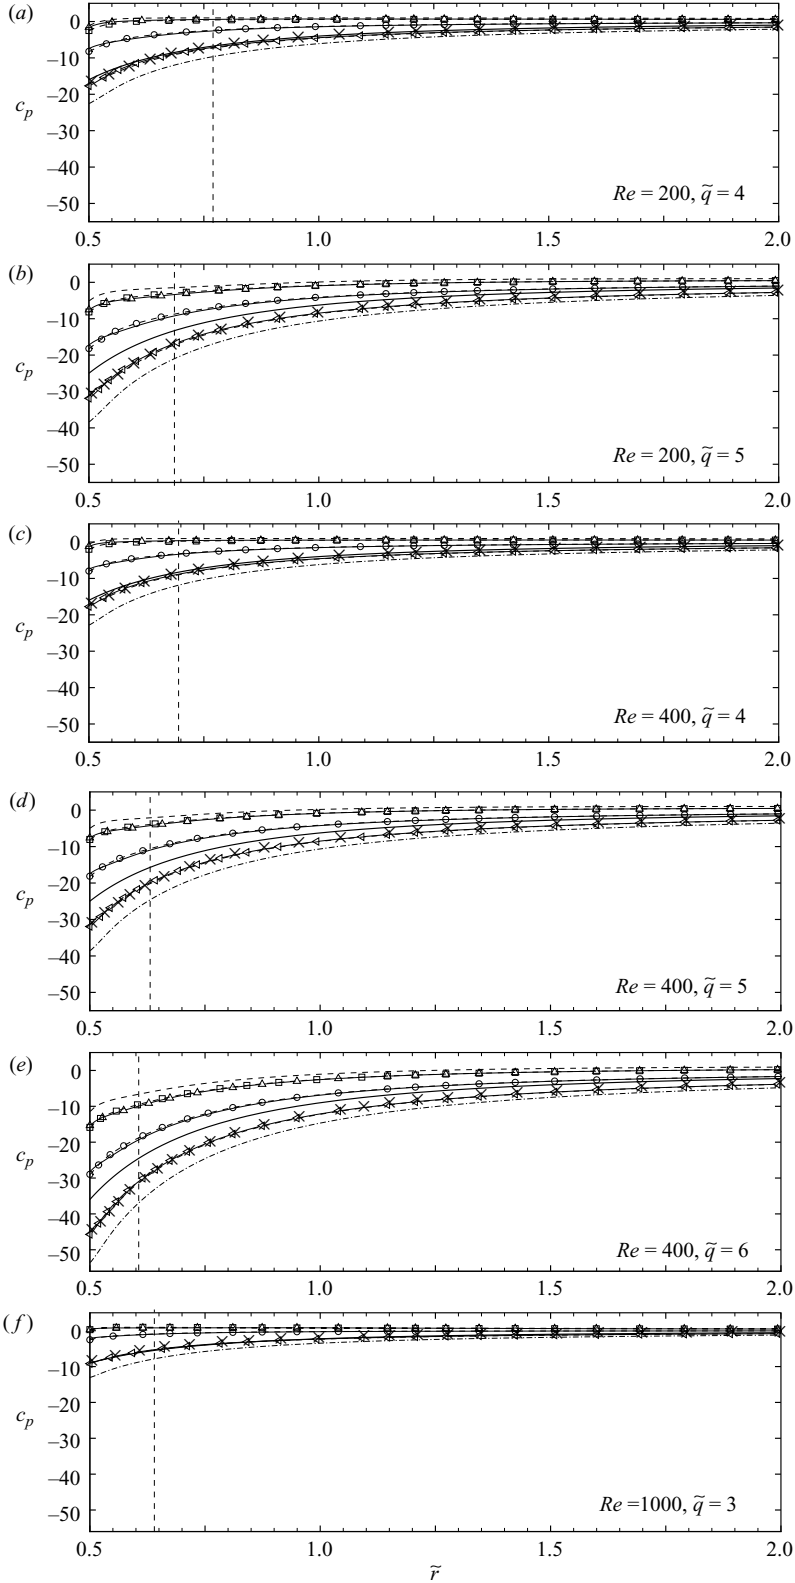 (a)
0
–10
c_p
–20
–30
–40
–50
Re = 200, q̃ = 4
0.5 1.0 1.5 2.0
(b)
0
–10
c_p
–20
–30
–40
–50
Re = 200, q̃ = 5
0.5 1.0 1.5 2.0
(c)
0
–10
c_p
–20
–30
–40
–50
Re = 400, q̃ = 4
0.5 1.0 1.5 2.0
(d)
0
–10
c_p
–20
–30
–40
–50
Re = 400, q̃ = 5
0.5 1.0 1.5 2.0
(e)
0
–10
c_p
–20
–30
–40
–50
Re = 400, q̃ = 6
0.5 1.0 1.5 2.0
(f)
0
–10
c_p
–20
–30
–40
–50
Re =1000, q̃ = 3
0.5 1.0 1.5 2.0
r̃